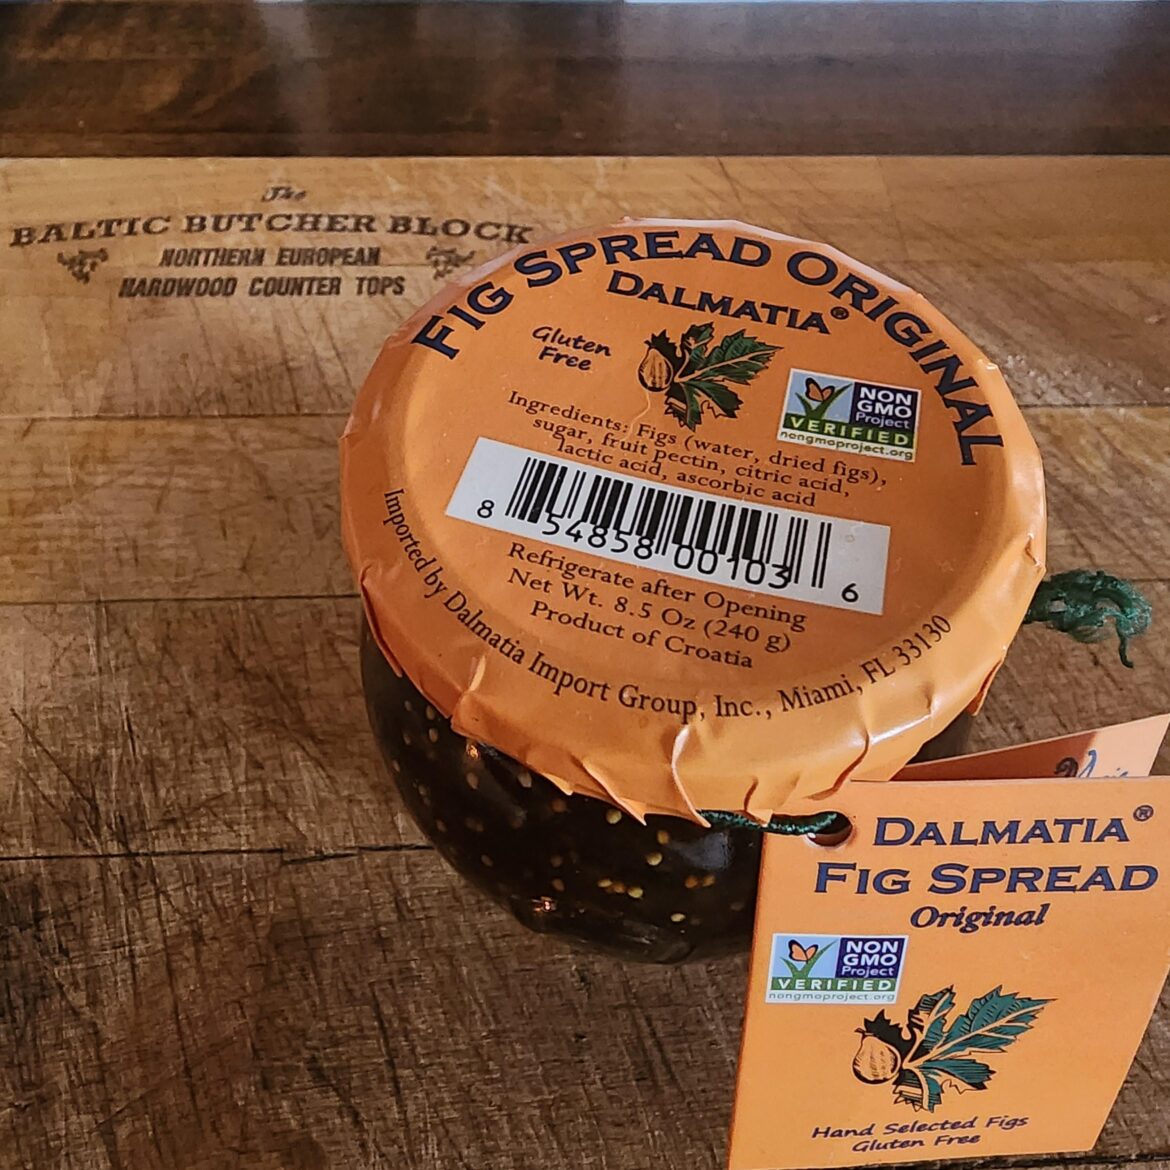 The
BALTIC BUTCHER BLOCK
NORTHERN EUROPEAN
HARDWOOD COUNTER TOPS
FIG SPREAD ORIGINAL
DALMATIA®
Gluten
Free
NON
GMO
Project
VERIFIED
nongmoproject.org
Ingredients: Figs (water, dried figs),
sugar, fruit pectin, citric acid,
lactic acid, ascorbic acid
8 54858 00103 6
Refrigerate after Opening
Net Wt. 8.5 Oz (240 g)
Product of Croatia
Imported by Dalmatia Import Group, Inc., Miami, FL 33130
DALMATIA®
FIG SPREAD
Original
NON
GMO
Project
VERIFIED
nongmoproject.org
Hand Selected Figs
Gluten Free